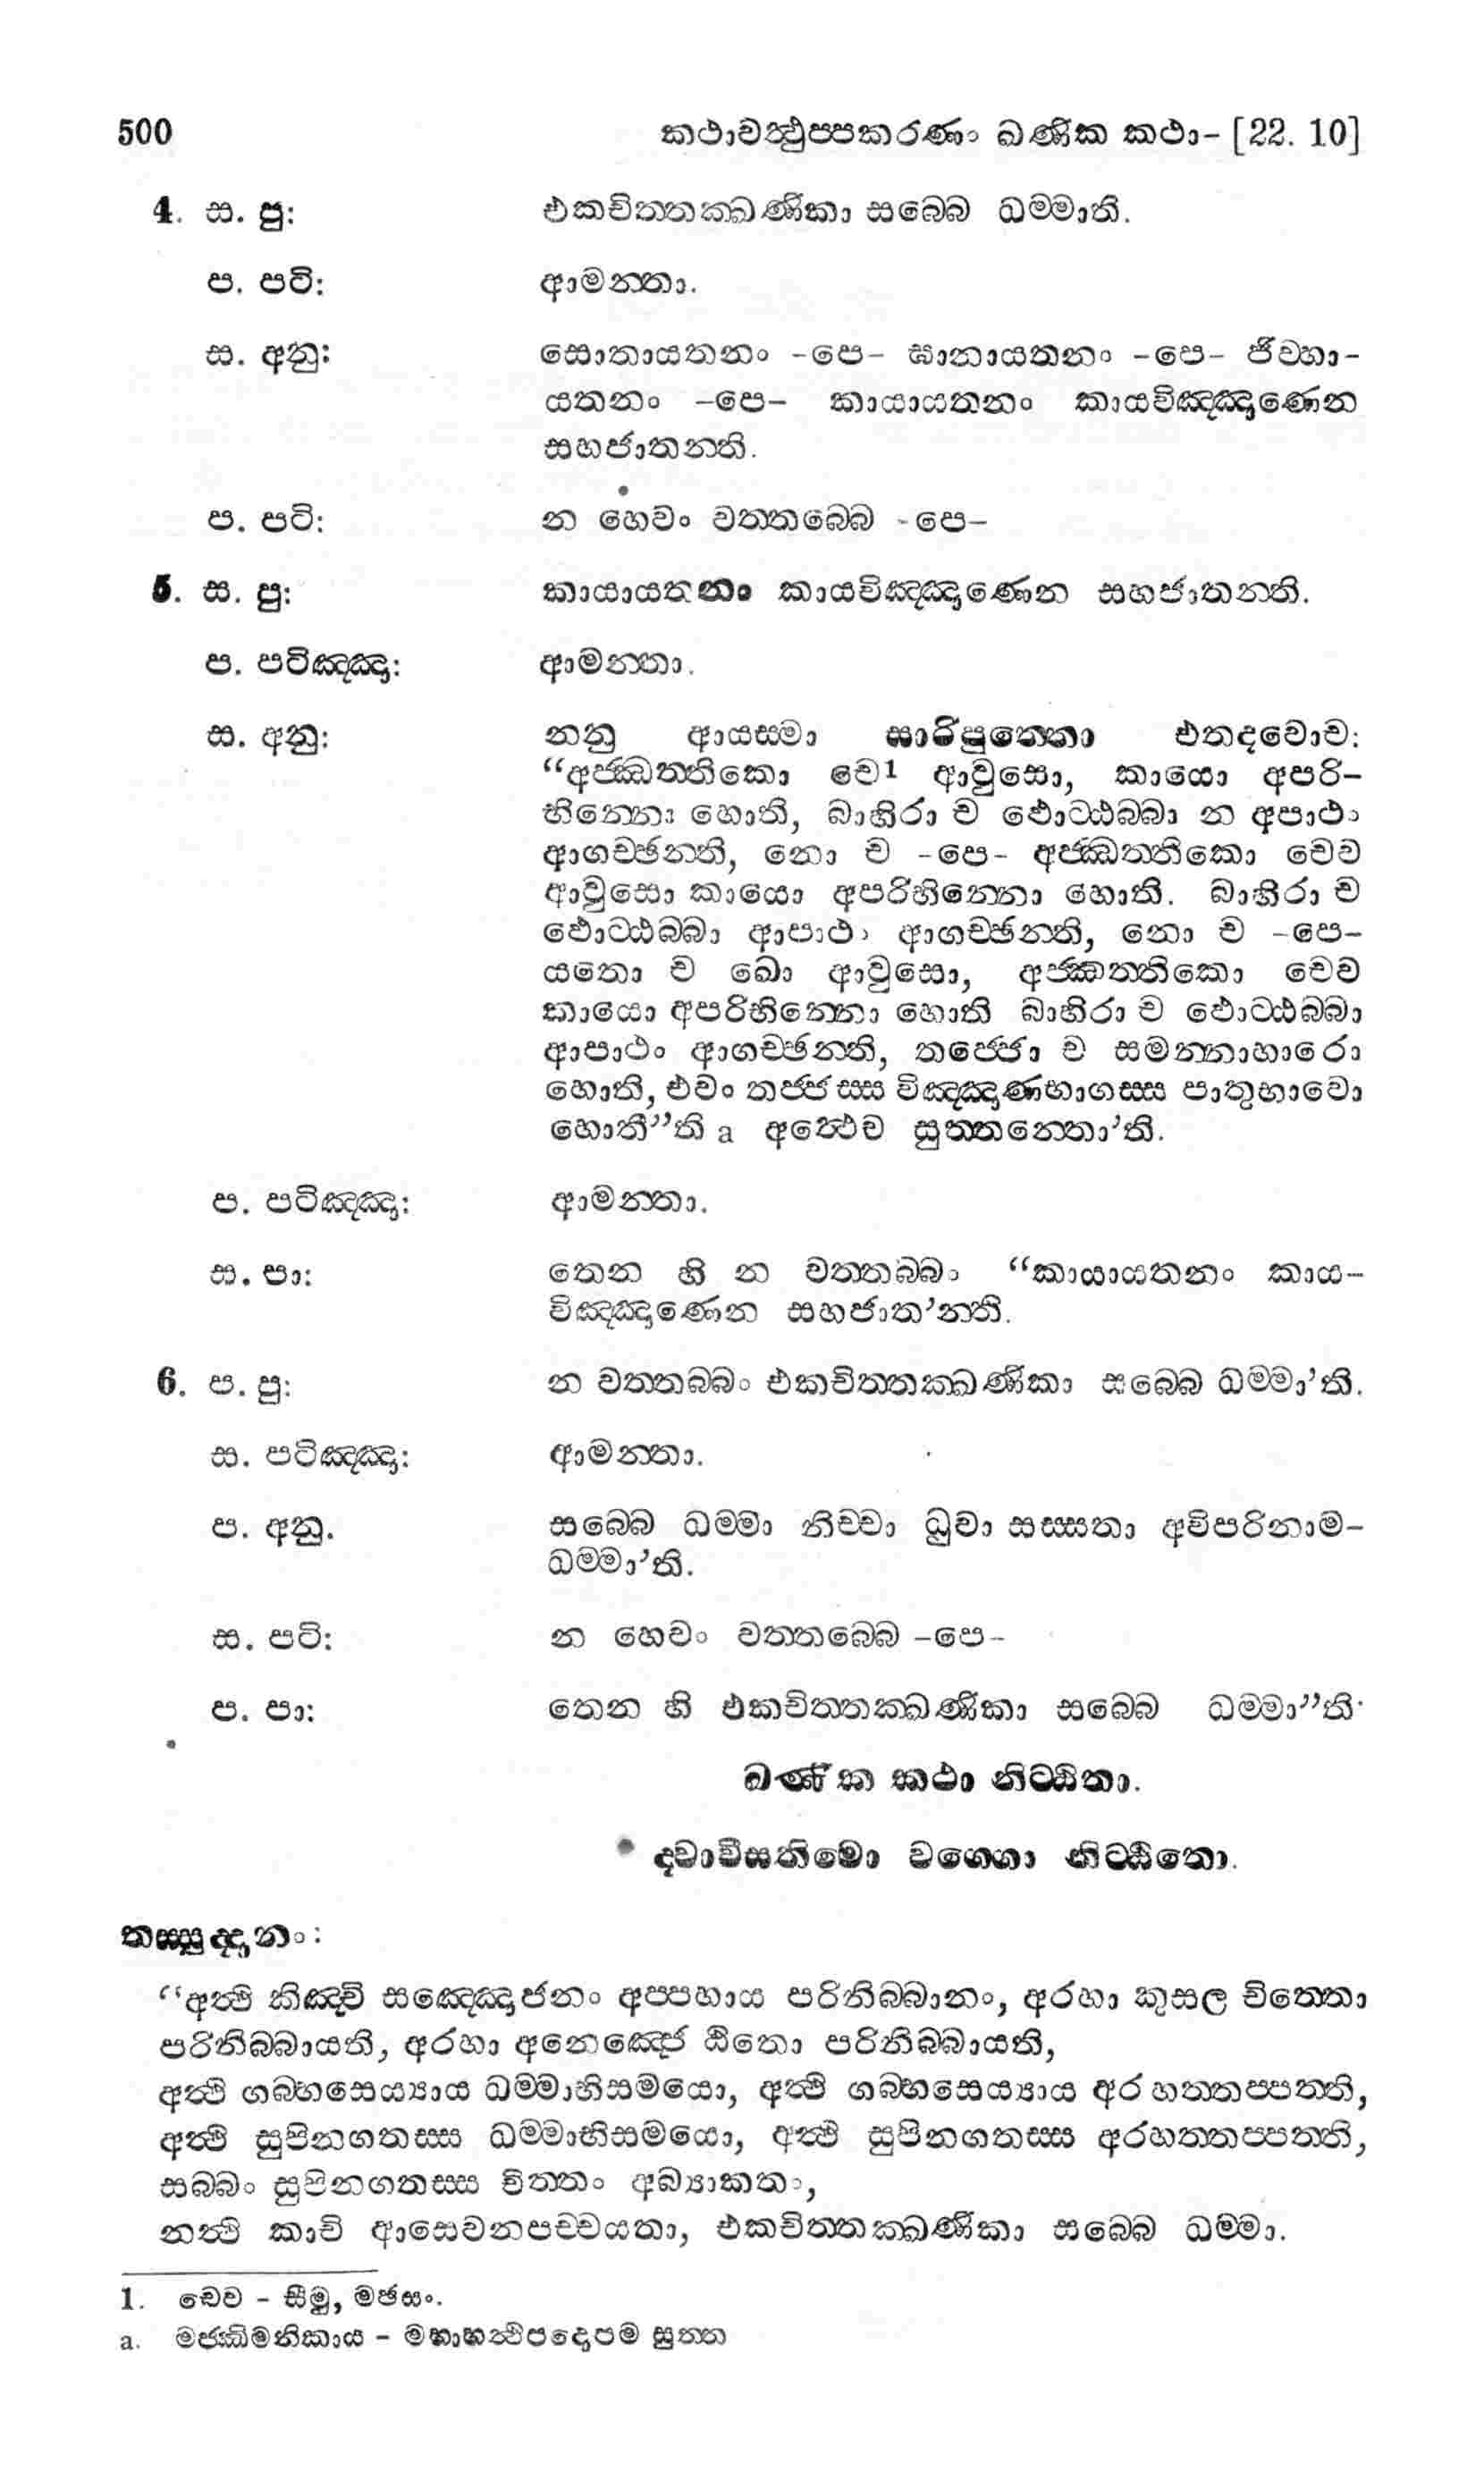 500 කථාවත්‍ථුප්පකරණං ඛණික කථා- [22. 10]
4. ස. පු: එකචිත්තක්ඛණිකා සබ්බෙ ධම්මාති.
ප. පටි: ආමන්තා.
ස. අනු: සොතායතනං -පෙ- ඝානායතනං -පෙ- ජිව්හා-
යතනං -පෙ- කායායතනං කායවිඤ්ඤාණෙන
සහජාතන්ති.
ප. පටි: න හෙවං වත්තබ්බෙ -පෙ-
5. ස. පු: කායායතනං කායවිඤ්ඤාණෙන සහජාතන්ති.
ප. පටිඤ්ඤා: ආමන්තා.
ස. අනු: නනු ආයස්මා සාරිපුත්තො එතදවොච:
“අජ්ඣත්තිකො චෙ1 ආවුසො, කායො අපරි-
භින්නො හොති, බාහිරා ච ඵොට්ඨබ්බා න අපාථං
ආගච්ඡන්ති, නො ච -පෙ- අජ්ඣත්තිකො චෙව
ආවුසො කායො අපරිභින්නො හොති. බාහිරා ච
ඵොට්ඨබ්බා ආපාථං ආගච්ඡන්ති, නො ච -පෙ-
යතො ච ඛො ආවුසො, අජ්ඣත්තිකො චෙව
කායො අපරිභින්නො හොති බාහිරා ච ඵොට්ඨබ්බා
ආපාථං ආගච්ඡන්ති, තජ්ජො ච සමන්නාහාරො
හොති, එවං තජ්ජස්ස විඤ්ඤාණභාගස්ස පාතුභාවො
හොතී”ති a අත්‍ථෙව සුත්තන්තො’ති.
ප. පටිඤ්ඤා: ආමන්තා.
ස. පා: තෙන හි න වත්තබ්බං “කායායතනං කාය-
විඤ්ඤාණෙන සහජාත’න්ති.
6. ප. පු: න වත්තබ්බං එකචිත්තක්ඛණිකා සබ්බෙ ධම්මා’ති.
ස. පටිඤ්ඤා: ආමන්තා.
ප. අනු. සබ්බෙ ධම්මා නිච්චා ධුවා සස්සතා අවිපරිනාම-
ධම්මා’ති.
ස. පටි: න හෙවං වත්තබ්බෙ -පෙ-
ප. පා: තෙන හි එකචිත්තක්ඛණිකා සබ්බෙ ධම්මා”ති·
ඛණික කථා නිට්ඨිතා.
ද්වාවීසතිමො වග්ගො නිට්ඨිතො.
තස්සුද්දානං:
“අත්‍ථි කිඤ්චි සඤ්ඤොජනං අප්පහාය පරිනිබ්බානං, අරහා කුසල චිත්තො
පරිනිබ්බායති, අරහා අනෙඤ්ජෙ ඨිතො පරිනිබ්බායති,
අත්‍ථි ගබ්භසෙය්‍යාය ධම්මාභිසමයො, අත්‍ථි ගබ්භසෙය්‍යාය අරහත්තප්පත්ති,
අත්‍ථි සුපිනගතස්ස ධම්මාභිසමයො, අත්‍ථි සුපිනගතස්ස අරහත්තප්පත්ති,
සබ්බං සුපිනගතස්ස චිත්තං අබ්‍යාකතං,
නත්‍ථි කාචි ආසෙවනපච්චයතා, එකචිත්තක්ඛණිකා සබ්බෙ ධම්මා.
1. චෙව - සීමු, මඡසං.
a. මජ්ඣිමනිකාය - මහාහත්‍ථිපදොපම සුත්ත